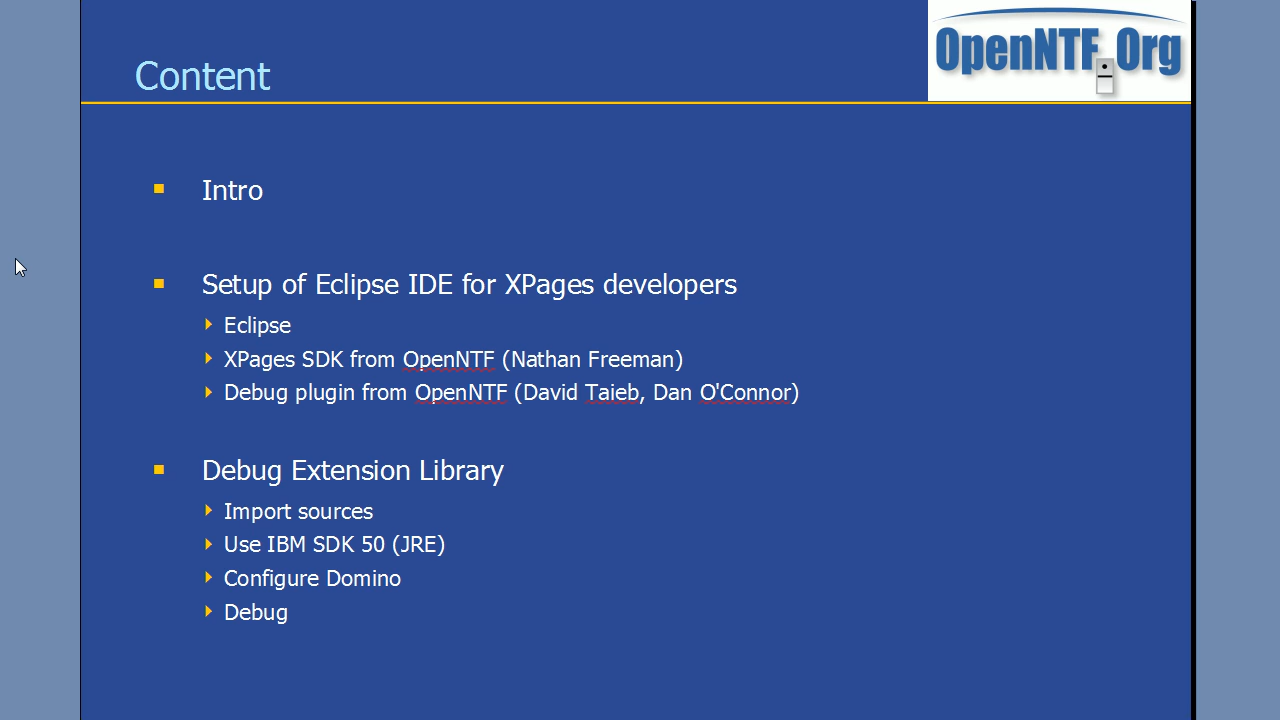 OpenNTF.Org
Content
Intro
Setup of Eclipse IDE for XPages developers
Eclipse
XPages SDK from OpenNTF (Nathan Freeman)
Debug plugin from OpenNTF (David Taieb, Dan O'Connor)
Debug Extension Library
Import sources
Use IBM SDK 50 (JRE)
Configure Domino
Debug